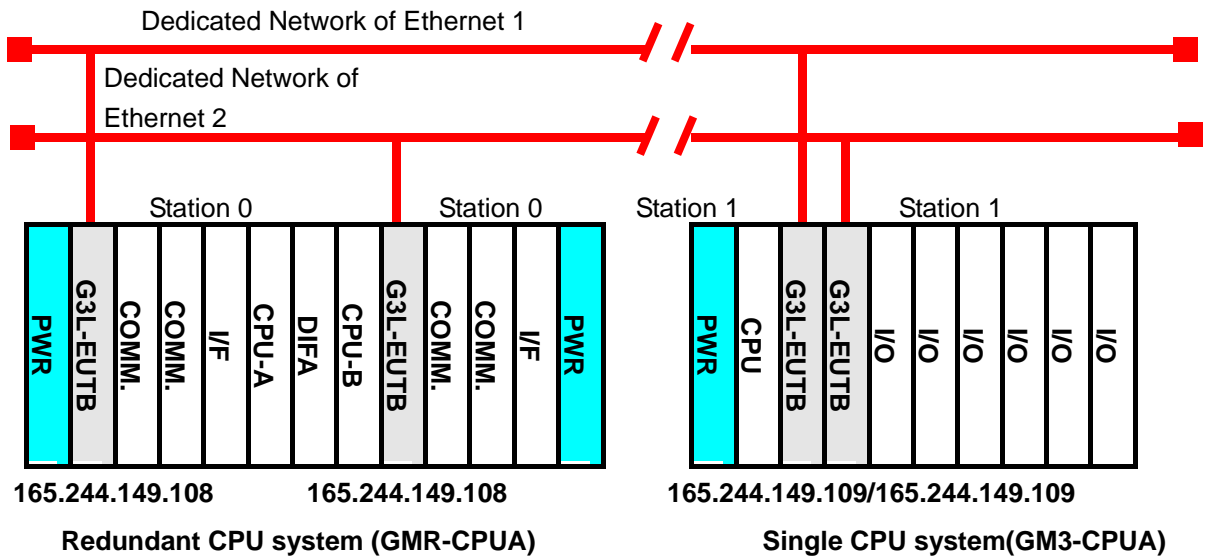 Dedicated Network of Ethernet 1
Dedicated Network of
Ethernet 2
Station 0
Station 0
Station 1
Station 1
PWR
G3L-EUTB
COMM.
COMM.
I/F
CPU-A
DIFA
CPU-B
G3L-EUTB
COMM.
COMM.
I/F
PWR
PWR
CPU
G3L-EUTB
G3L-EUTB
I/O
I/O
I/O
I/O
I/O
I/O
165.244.149.108
165.244.149.108
165.244.149.109/165.244.149.109
Redundant CPU system (GMR-CPUA)
Single CPU system(GM3-CPUA)